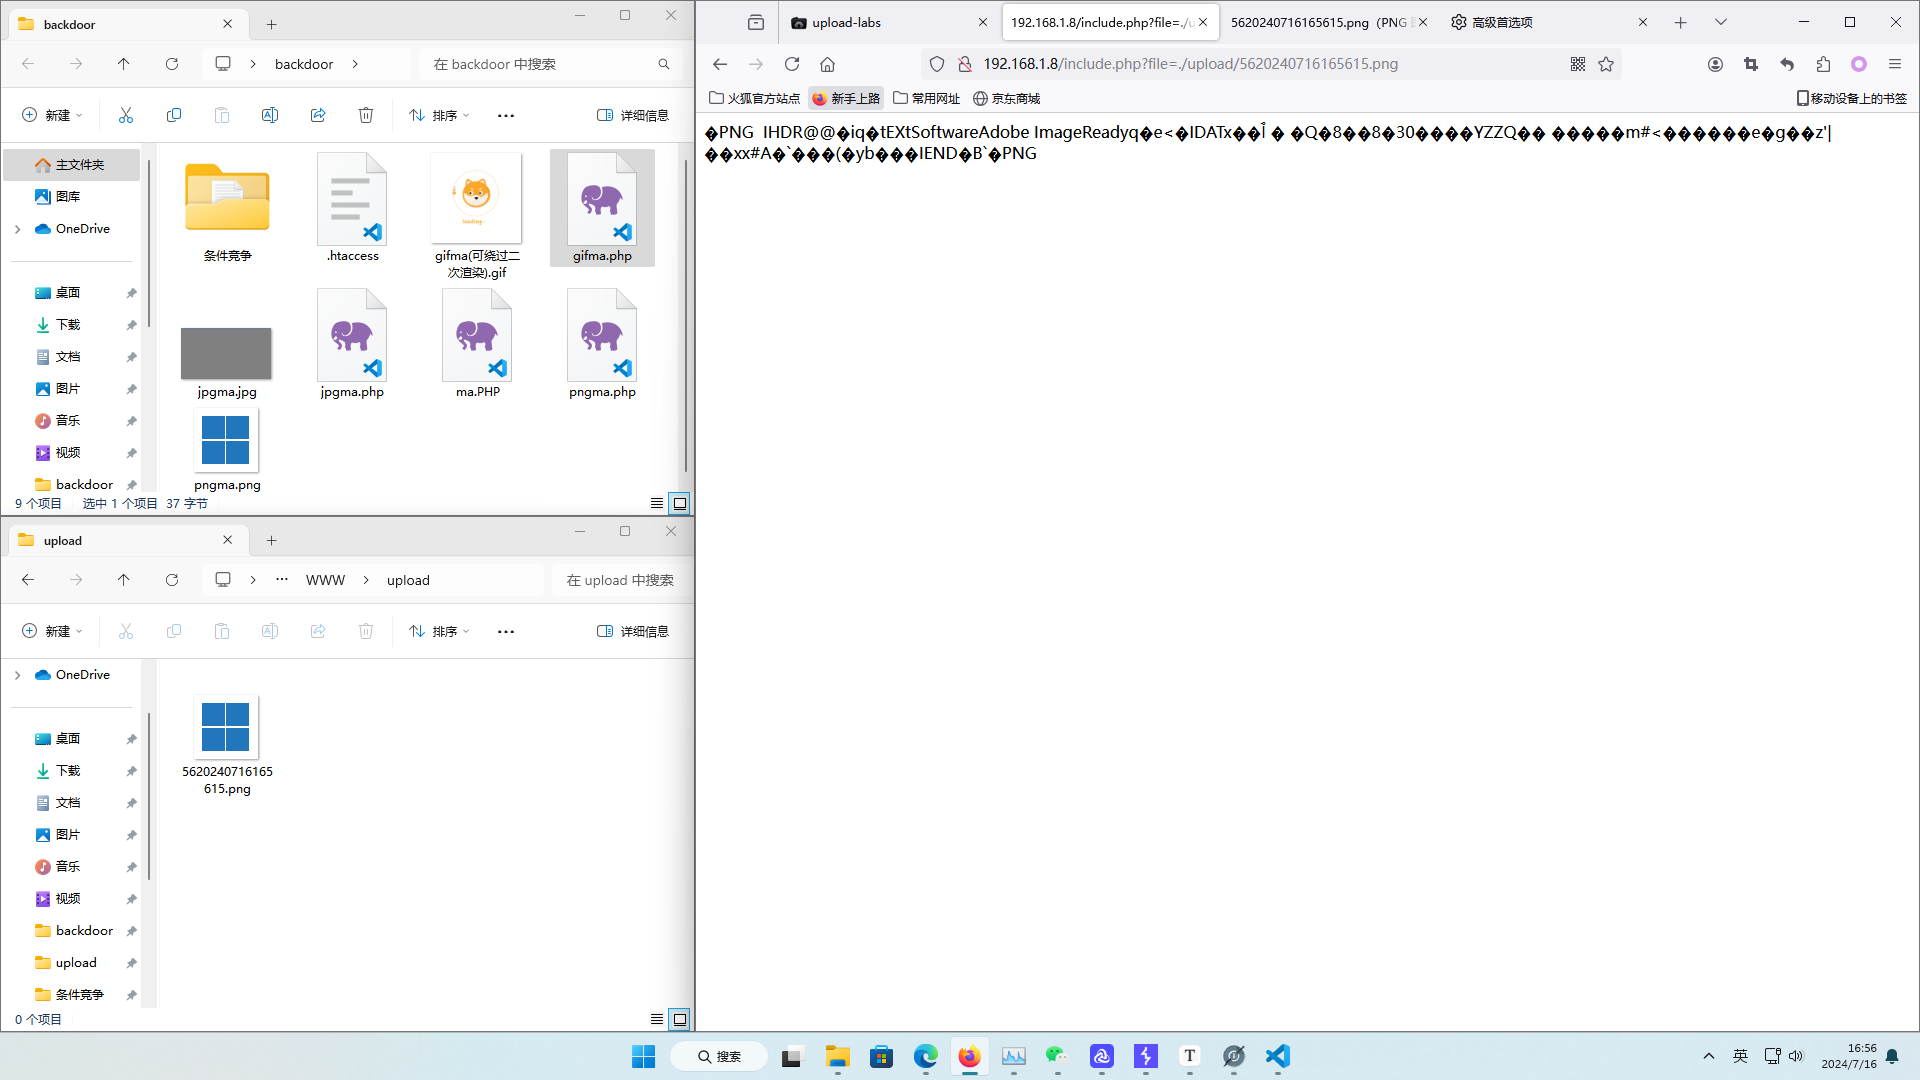 backdoor
backdoor
在 backdoor 中搜索
新建
排序
详细信息
主文件夹
图库
OneDrive
桌面
下载
文档
图片
音乐
视频
backdoor
条件竞争
.htaccess
loading··
gifma(可绕过二
次渲染).gif
gifma.php
jpgma.jpg
jpgma.php
ma.PHP
pngma.php
pngma.png
9 个项目
选中 1 个项目 37 字节
upload
WWW
upload
在 upload 中搜索
新建
排序
详细信息
OneDrive
桌面
下载
文档
图片
音乐
视频
backdoor
upload
条件竞争
5620240716165
615.png
0 个项目
upload-labs
192.168.1.8/include.php?file=./u
5620240716165615.png（PNG
高级首选项
192.168.1.8/include.php?file=./upload/5620240716165615.png
火狐官方站点
新手上路
常用网址
京东商城
移动设备上的书签
�PNG IHDR@@�iq�tEXtSoftwareAdobe ImageReadyq�e<�IDATx��Ỉ � �Q�8��8�30����YZZQ�� �����m#<������e�g��z'|
��xx#A�`���(�yb���IEND�B`�PNG
搜索
英
16:56
2024/7/16